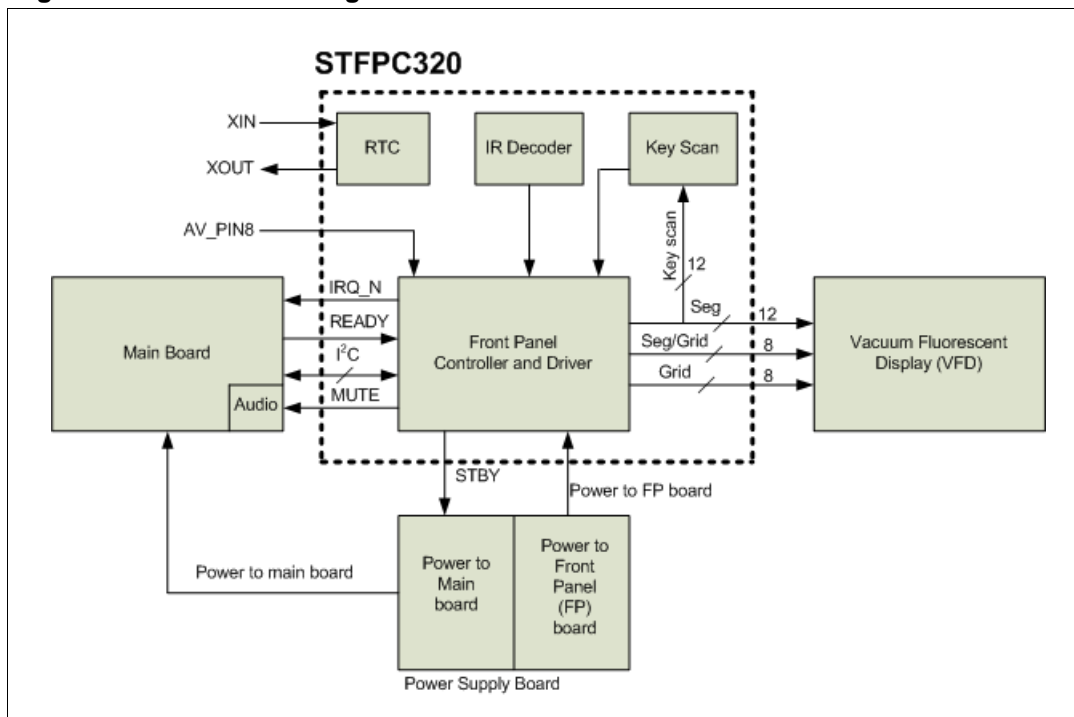 STFPC320
XIN
XOUT
AV_PIN8
RTC
IR Decoder
Key Scan
Key scan
12
Main Board
Audio
IRQ_N
READY
I²C
MUTE
Front Panel
Controller and Driver
Seg
12
Seg/Grid
8
Grid
8
Vacuum Fluorescent
Display (VFD)
STBY
Power to FP board
Power to main board
Power to
Main
board
Power to
Front
Panel
(FP)
board
Power Supply Board